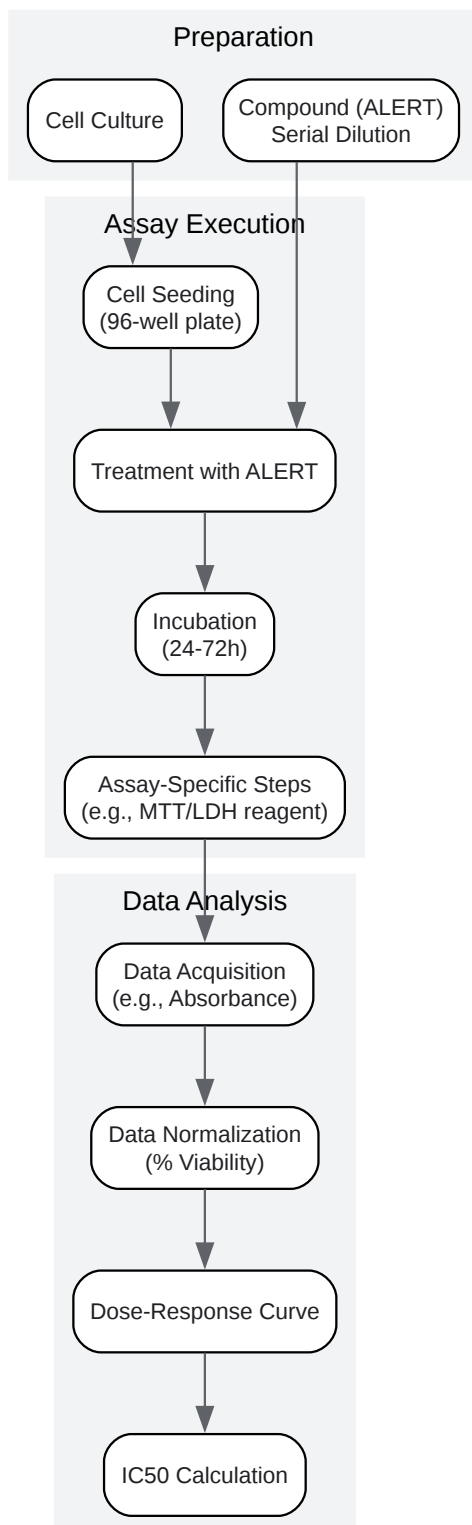 Preparation
Cell Culture
Compound (ALERT)
Serial Dilution
Assay Execution
Cell Seeding
(96-well plate)
Treatment with ALERT
Incubation
(24-72h)
Assay-Specific Steps
(e.g., MTT/LDH reagent)
Data Analysis
Data Acquisition
(e.g., Absorbance)
Data Normalization
(% Viability)
Dose-Response Curve
IC50 Calculation